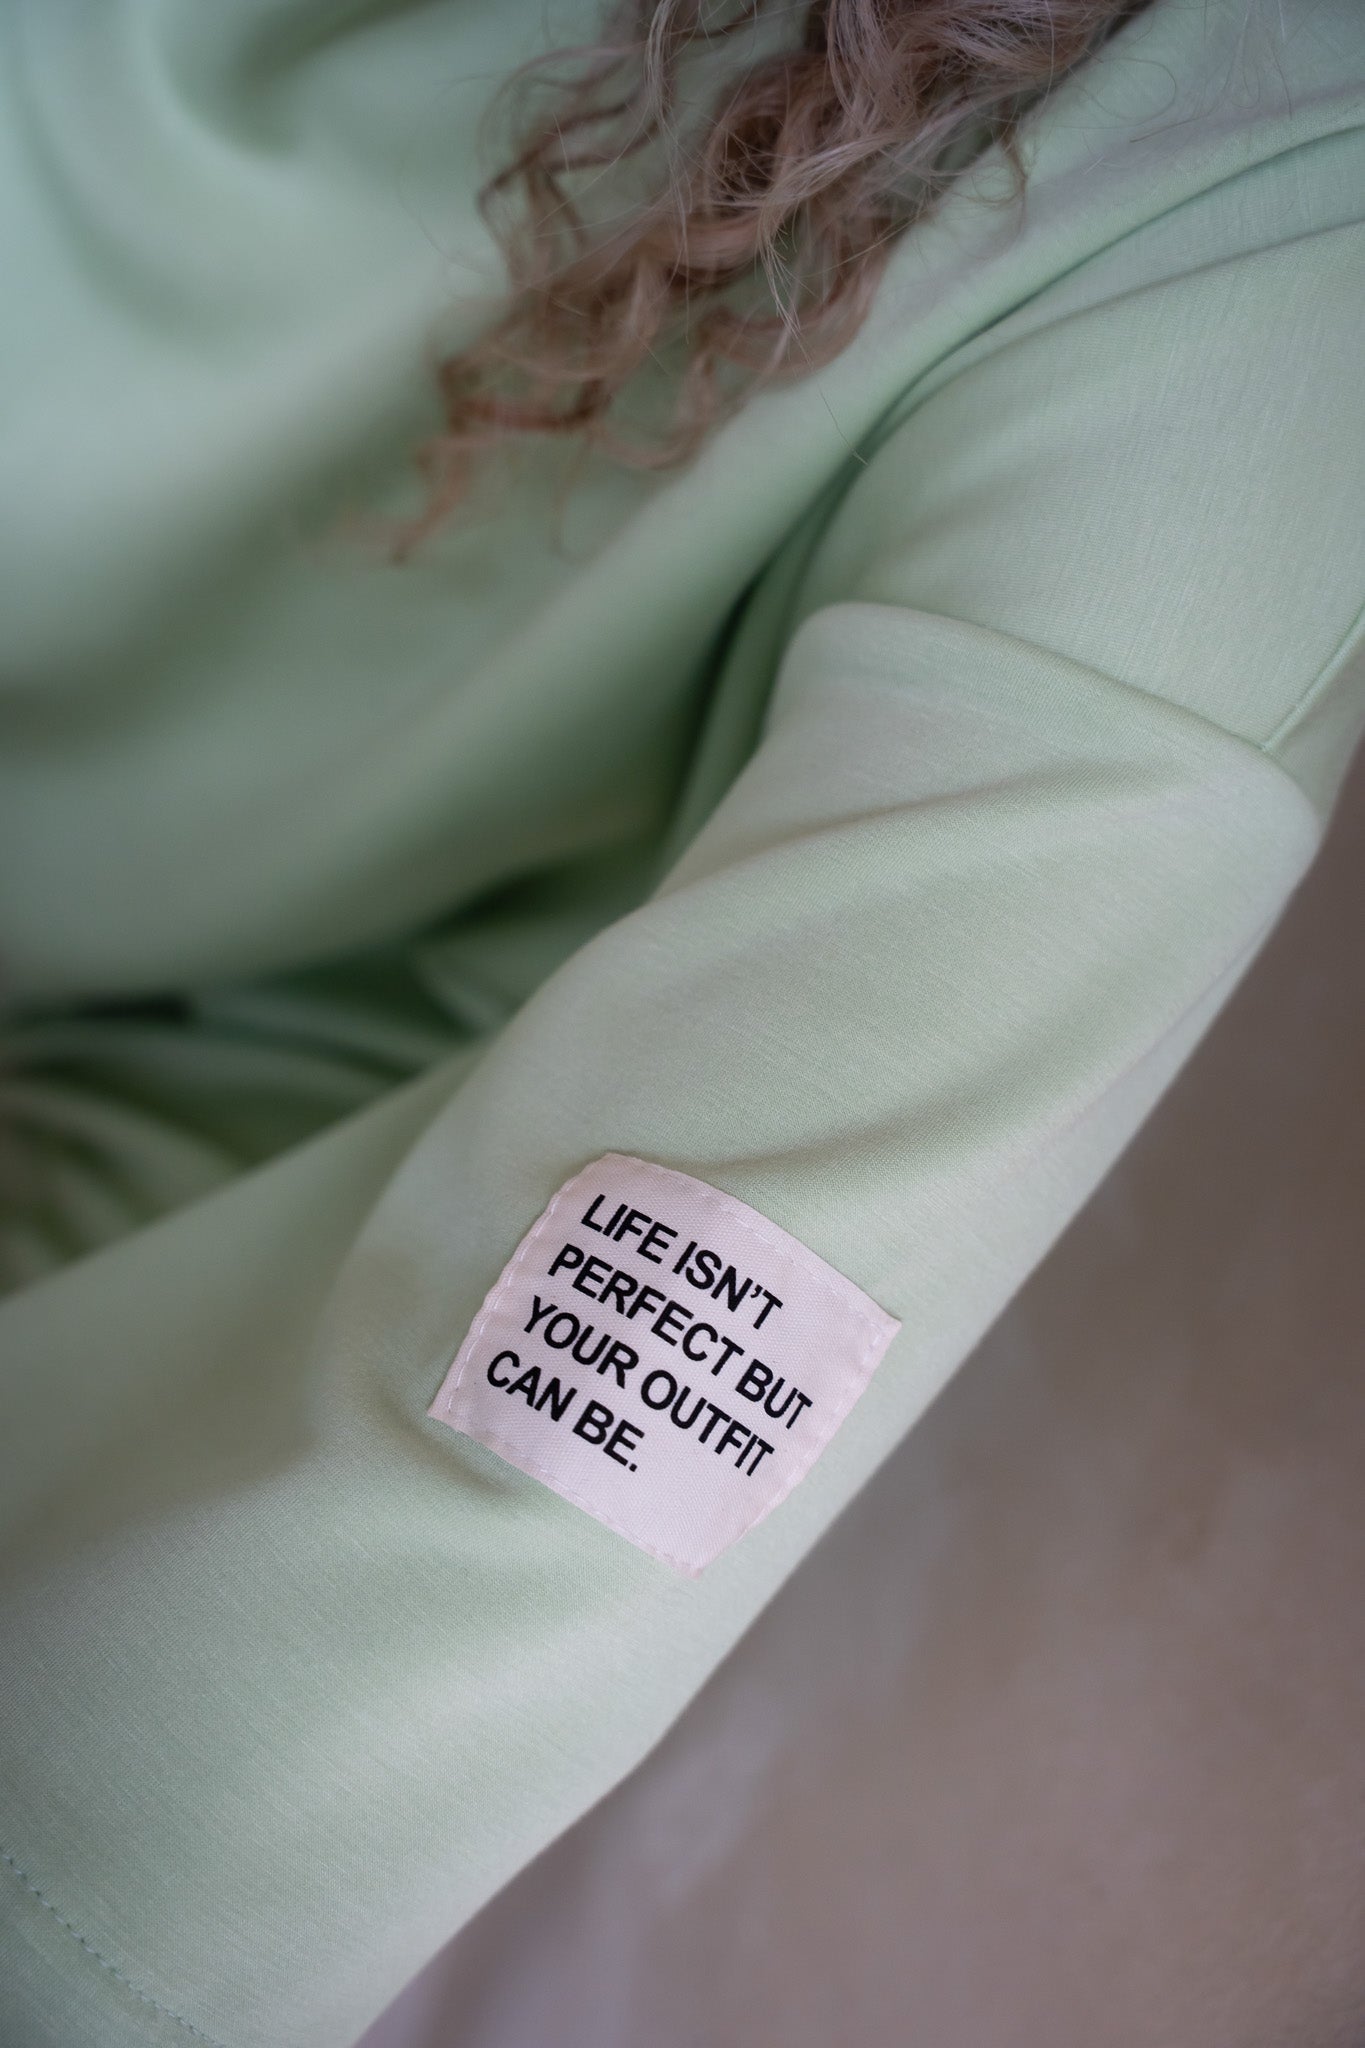 LIFE ISN'T
PERFECT BUT
YOUR OUTFIT
CAN BE.